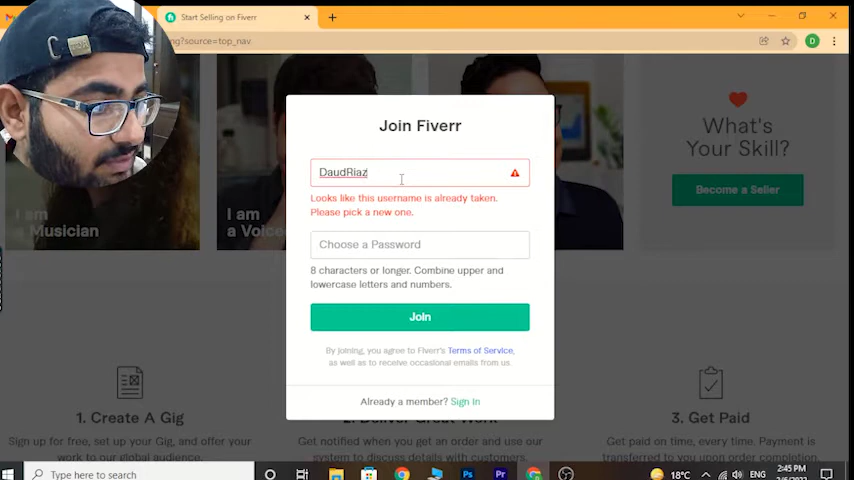 Start Selling on Fiverr
ng?source=top_nav
D
Join Fiverr
DaudRiaz
Looks like this username is already taken.
Please pick a new one.
Choose a Password
8 characters or longer. Combine upper and
lowercase letters and numbers.
Join
By joining, you agree to Fiverr's Terms of Service,
as well as to receive occasional emails from us.
Already a member? Sign In
I am
a Musician
I am
a Voice
What's
Your Skill?
Become a Seller
1. Create A Gig
Sign up for free, set up your Gig, and offer
your work to our global audience.
2. Deliver Great Work
Get notified when you get an order and use our
system to discuss details with customers.
3. Get Paid
Get paid on time, every time. Payment is
transferred to you upon order completion.
Type here to search
Ps
Pr
18°C
ENG
2:45 PM